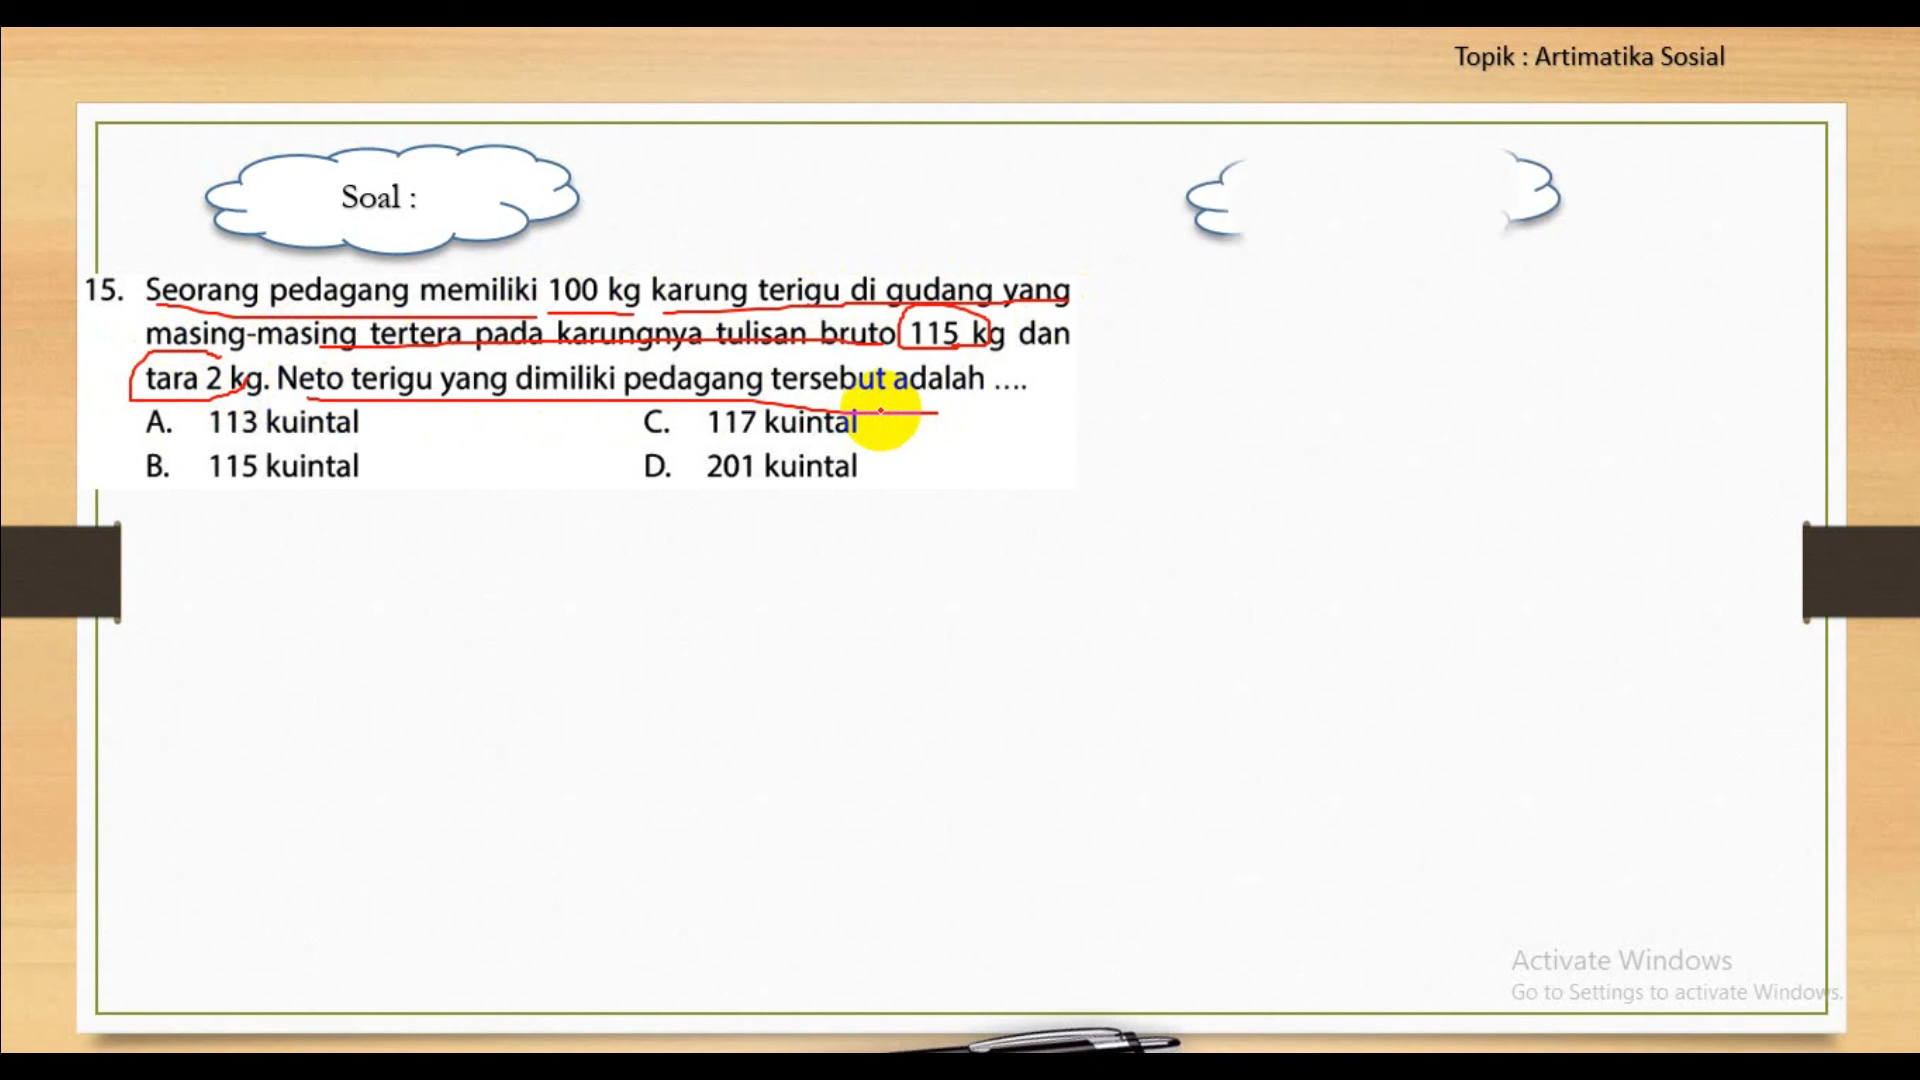 Topik : Artimatika Sosial
Soal :
15. Seorang pedagang memiliki 100 kg karung terigu di gudang yang
masing-masing tertera pada karungnya tulisan bruto 115 kg dan
tara 2 kg. Neto terigu yang dimiliki pedagang tersebut adalah ....
A. 113 kuintal C. 117 kuintal
B. 115 kuintal D. 201 kuintal
Activate Windows
Go to Settings to activate Windows.